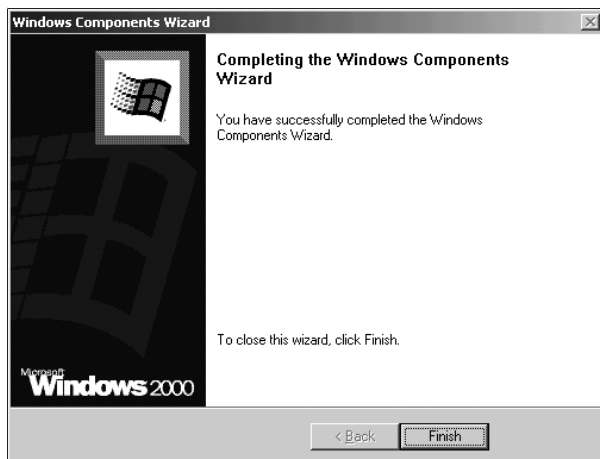 Windows Components Wizard
Completing the Windows Components
Wizard
You have successfully completed the Windows
Components Wizard.
To close this wizard, click Finish.
Microsoft
Windows 2000
< Back
Finish